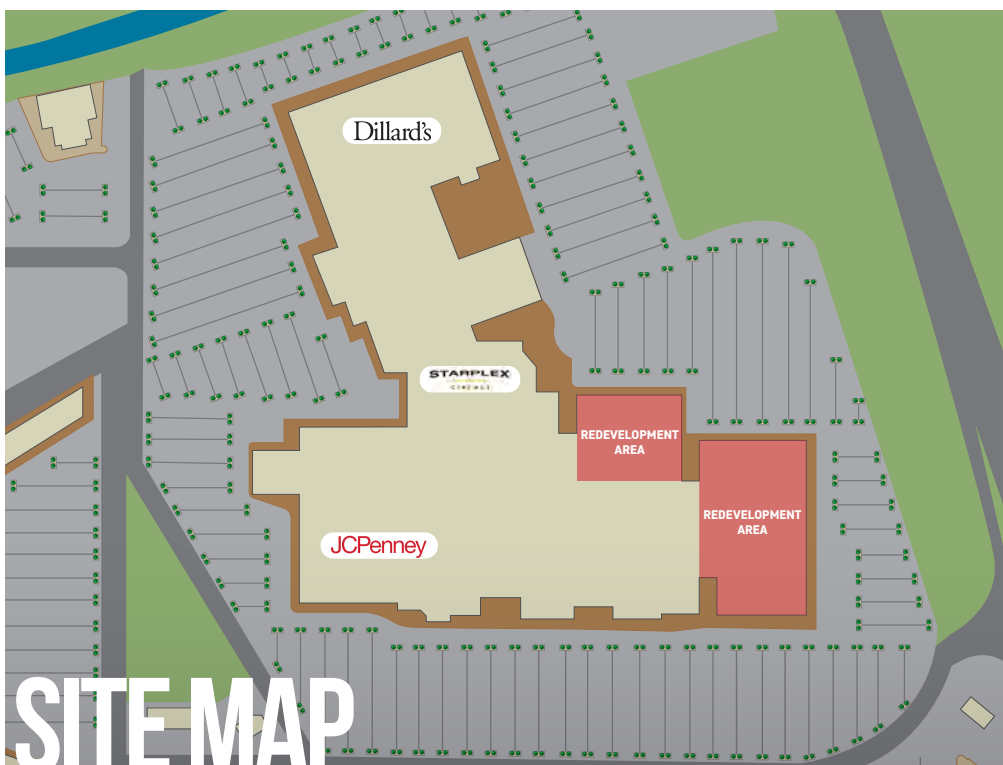 Dillard's
STARPLEX
CINEMAS
REDEVELOPMENT
AREA
REDEVELOPMENT
AREA
JCPenney
SITE MAP